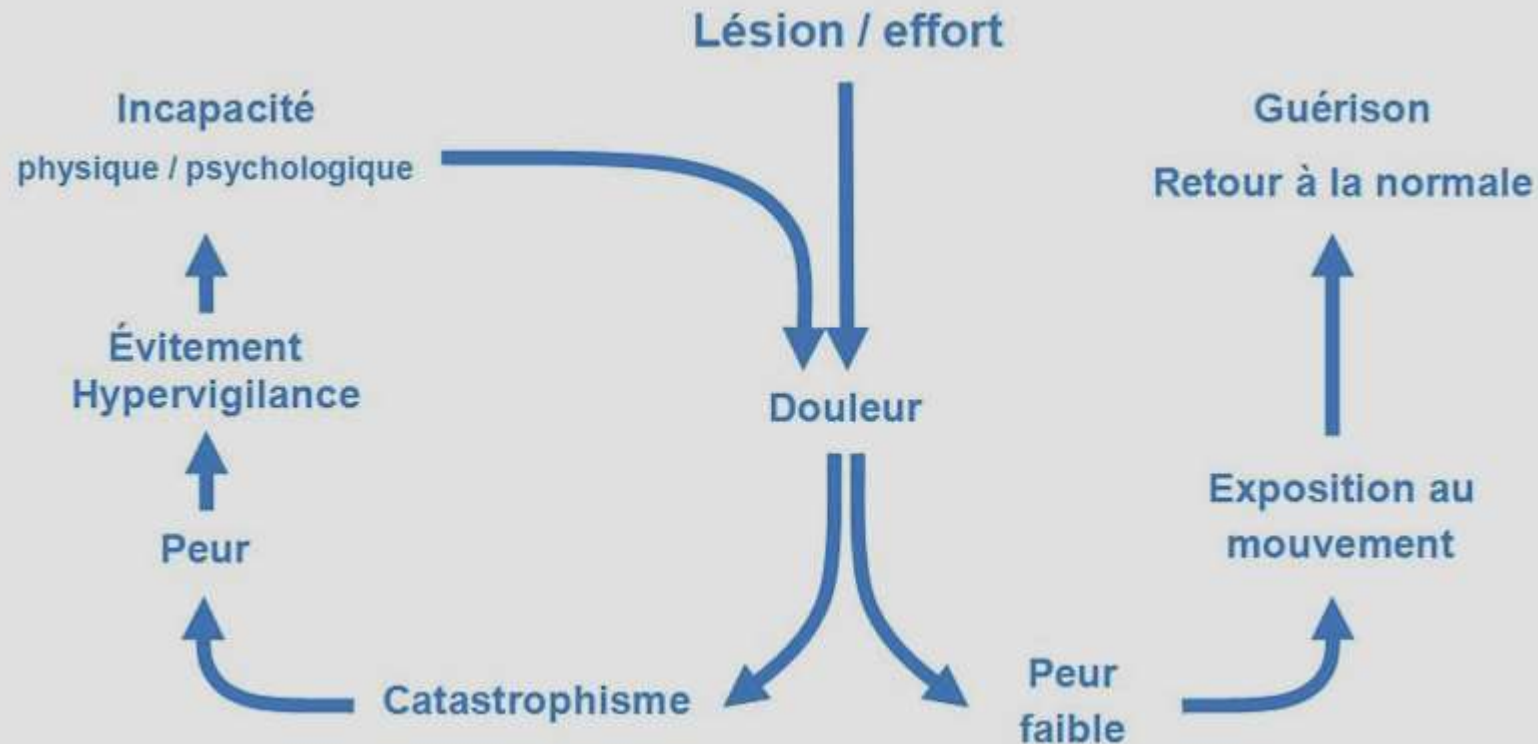 Lésion / effort
Incapacité
physique / psychologique
Guérison
Retour à la normale
Évitement
Hypervigilance
Douleur
Exposition au
mouvement
Peur
Catastrophisme
Peur
faible